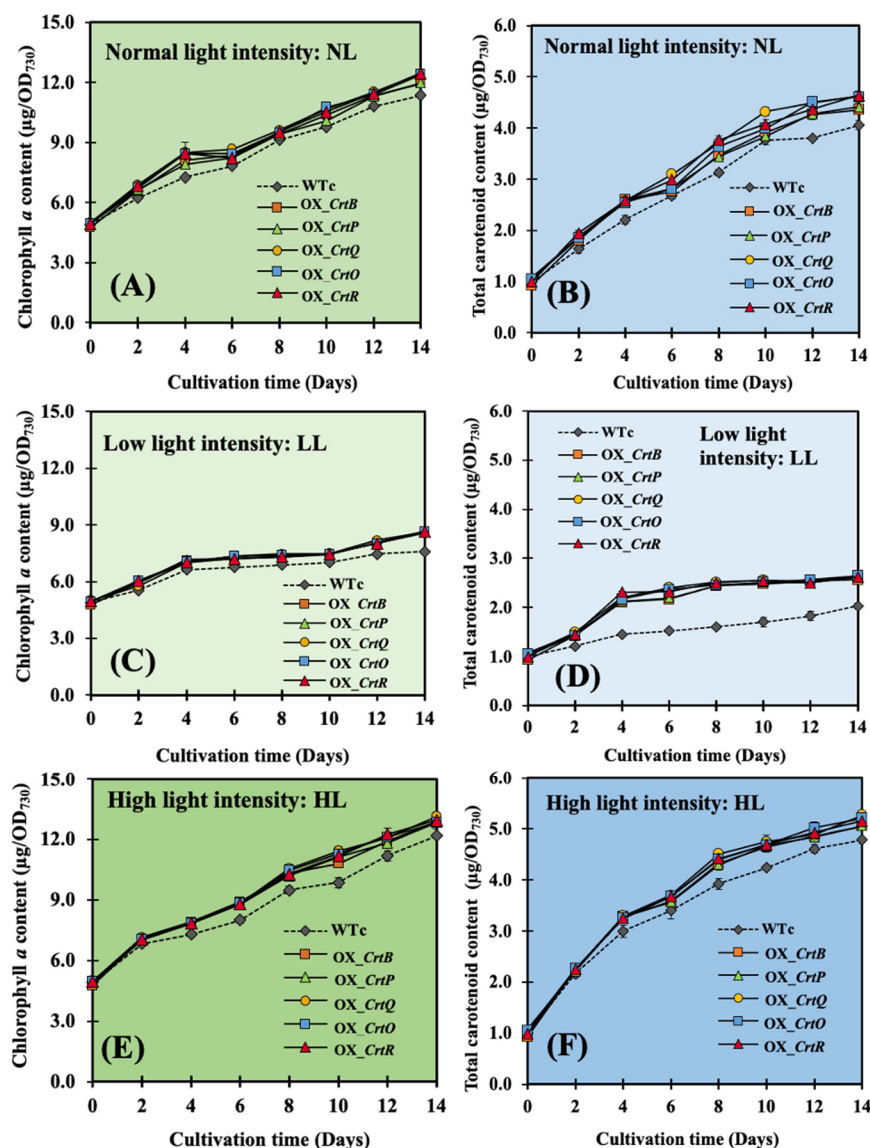 Normal light intensity: NL
Chlorophyll a content (µg/OD730)
15.0
12.0
9.0
6.0
3.0
0.0
WTc
OX_CrtB
OX_CrtP
OX_CrtQ
OX_CrtO
OX_CrtR
(A)
0 2 4 6 8 10 12 14
Cultivation time (Days)
Normal light intensity: NL
Total carotenoid content (µg/OD730)
6.0
5.0
4.0
3.0
2.0
1.0
0.0
WTc
OX_CrtB
OX_CrtP
OX_CrtQ
OX_CrtO
OX_CrtR
(B)
0 2 4 6 8 10 12 14
Cultivation time (Days)
Low light intensity: LL
Chlorophyll a content (µg/OD730)
15.0
12.0
9.0
6.0
3.0
0.0
WTc
OX_CrtB
OX_CrtP
OX_CrtQ
OX_CrtO
OX_CrtR
(C)
0 2 4 6 8 10 12 14
Cultivation time (Days)
Low light
intensity: LL
Total carotenoid content (µg/OD730)
6.0
5.0
4.0
3.0
2.0
1.0
0.0
WTc
OX_CrtB
OX_CrtP
OX_CrtQ
OX_CrtO
OX_CrtR
(D)
0 2 4 6 8 10 12 14
Cultivation time (Days)
High light intensity: HL
Chlorophyll a content (µg/OD730)
15.0
12.0
9.0
6.0
3.0
0.0
WTc
OX_CrtB
OX_CrtP
OX_CrtQ
OX_CrtO
OX_CrtR
(E)
0 2 4 6 8 10 12 14
Cultivation time (Days)
High light intensity: HL
Total carotenoid content (µg/OD730)
6.0
5.0
4.0
3.0
2.0
1.0
0.0
WTc
OX_CrtB
OX_CrtP
OX_CrtQ
OX_CrtO
OX_CrtR
(F)
0 2 4 6 8 10 12 14
Cultivation time (Days)